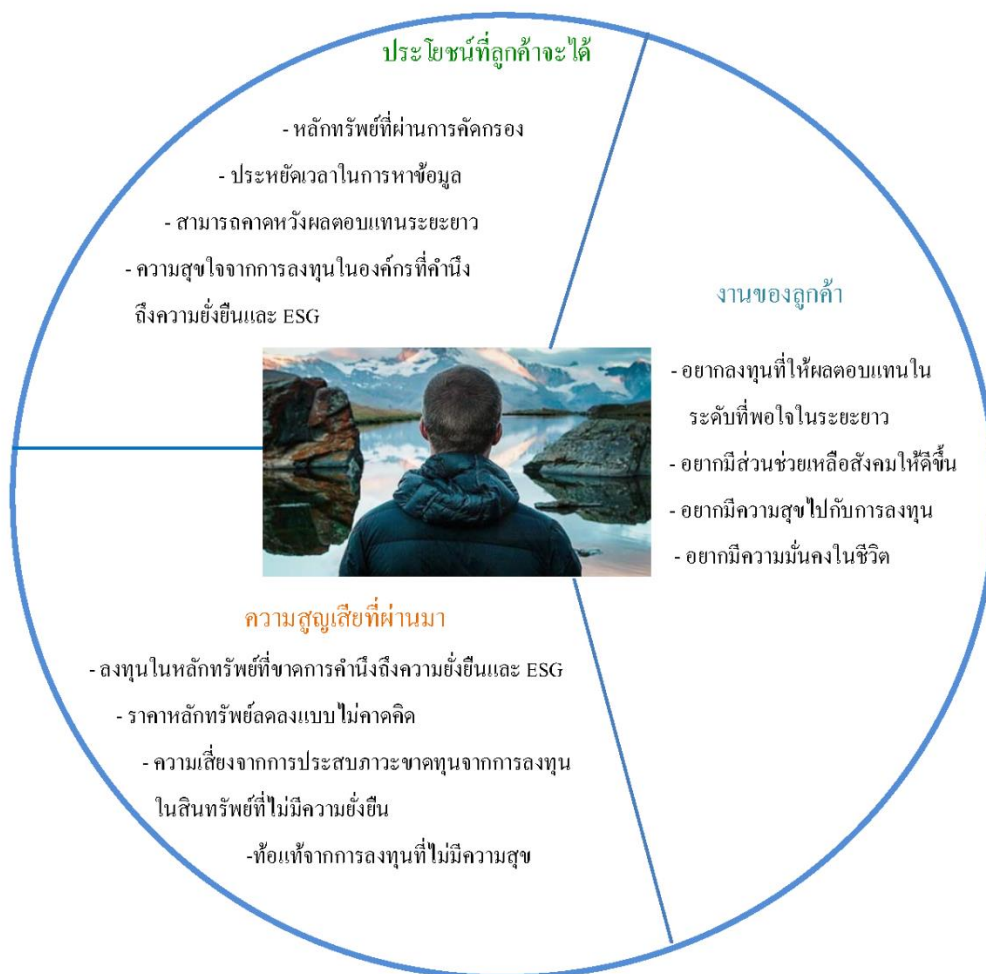 ประโยชน์ที่ลูกค้าจะได้
- หลักทรัพย์ที่ผ่านการคัดกรอง
- ประหยัดเวลาในการหาข้อมูล
- สามารถคาดหวังผลตอบแทนระยะยาว
- ความสุขใจจากการลงทุนในองค์กรที่คำนึง
ถึงความยั่งยืนและ ESG
งานของลูกค้า
- อยากลงทุนที่ให้ผลตอบแทนใน
ระดับที่พอใจในระยะยาว
- อยากมีส่วนช่วยเหลือสังคมให้ดีขึ้น
- อยากมีความสุขไปกับการลงทุน
- อยากมีความมั่นคงในชีวิต
ความสูญเสียที่ผ่านมา
- ลงทุนในหลักทรัพย์ที่ขาดการคำนึงถึงความยั่งยืนและ ESG
- ราคาหลักทรัพย์ลดลงแบบไม่คาดคิด
- ความเสี่ยงจากการประสบภาวะขาดทุนจากการลงทุน
ในสินทรัพย์ที่ไม่มีความยั่งยืน
-ท้อแท้จากการลงทุนที่ไม่มีความสุข